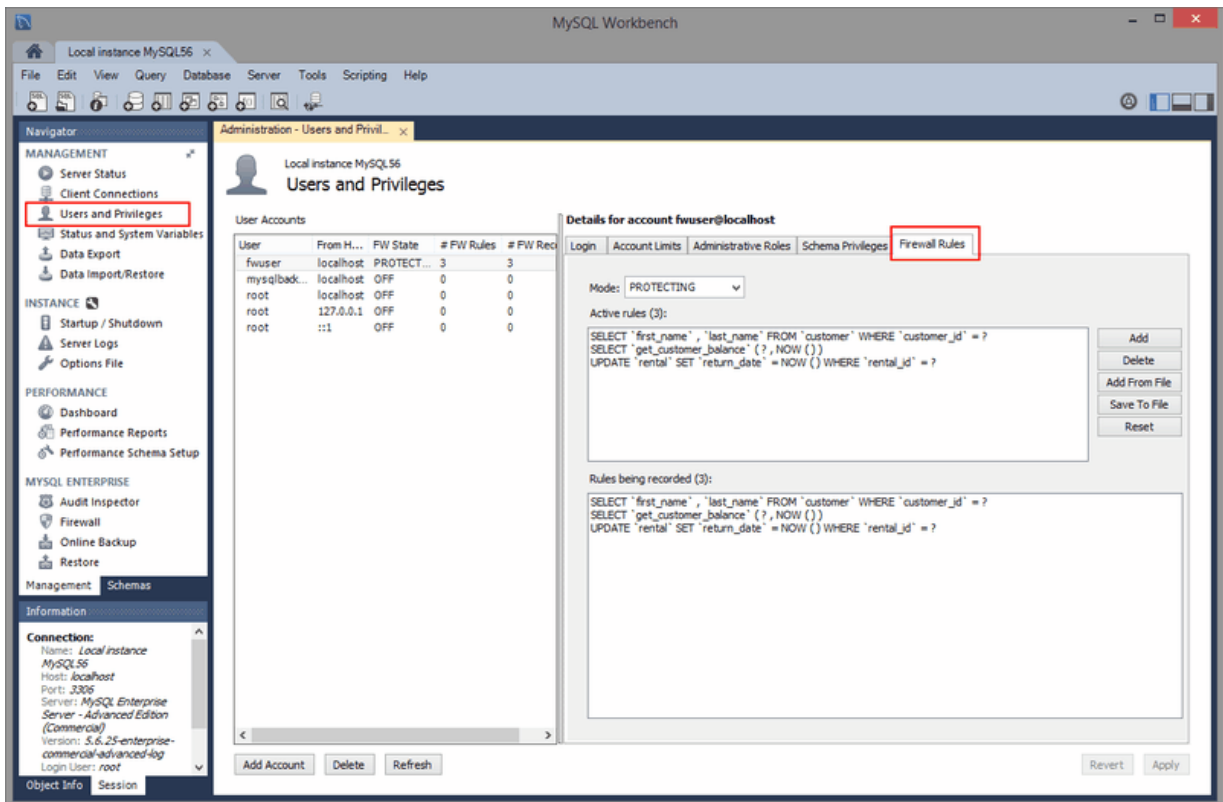 MySQL Workbench
Local instance MySQL56
File Edit View Query Database Server Tools Scripting Help
Navigator
MANAGEMENT
Server Status
Client Connections
Users and Privileges
Status and System Variables
Data Export
Data Import/Restore
INSTANCE
Startup / Shutdown
Server Logs
Options File
PERFORMANCE
Dashboard
Performance Reports
Performance Schema Setup
MYSQL ENTERPRISE
Audit Inspector
Firewall
Online Backup
Restore
Management Schemas
Information
Connection:
Name: Local instance
MySQL56
Host: localhost
Port: 3306
Server: MySQL Enterprise
Server - Advanced Edition
(Commercial)
Version: 5.6.25-enterprise-
commercial-advanced-log
Login User: root
Object Info Session
Administration - Users and Privil...
Local instance MySQL56
Users and Privileges
User Accounts
User From H... FW State # FW Rules # FW Rec
fwuser localhost PROTECT... 3 3
mysqlback... localhost OFF 0 0
root localhost OFF 0 0
root 127.0.0.1 OFF 0 0
root ::1 OFF 0 0
Add Account Delete Refresh
Details for account fwuser@localhost
Login Account Limits Administrative Roles Schema Privileges Firewall Rules
Mode: PROTECTING
Active rules (3):
SELECT `first_name` , `last_name` FROM `customer` WHERE `customer_id` = ?
SELECT `get_customer_balance` ( ? , NOW ( ) )
UPDATE `rental` SET `return_date` = NOW ( ) WHERE `rental_id` = ?
Add
Delete
Add From File
Save To File
Reset
Rules being recorded (3):
SELECT `first_name` , `last_name` FROM `customer` WHERE `customer_id` = ?
SELECT `get_customer_balance` ( ? , NOW ( ) )
UPDATE `rental` SET `return_date` = NOW ( ) WHERE `rental_id` = ?
Revert Apply